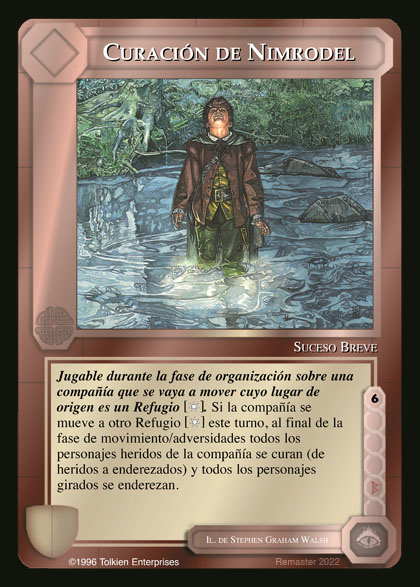 Curación de Nimrodel
Suceso Breve
Jugable durante la fase de organización sobre una
compañía que se vaya a mover cuyo lugar de
origen es un Refugio [☼]. Si la compañía se
mueve a otro Refugio [☼] este turno, al final de la
fase de movimiento/adversidades todos los
personajes heridos de la compañía se curan (de
heridos a enderezados) y todos los personajes
girados se enderezan.
6
Il. de Stephen Graham Walsh
©1996 Tolkien Enterprises
Remaster 2022